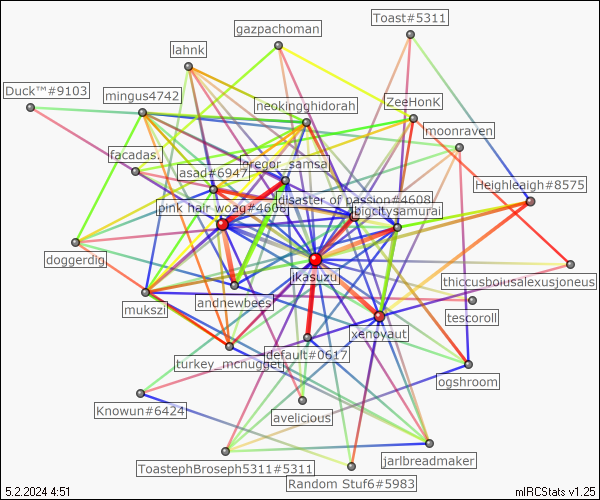 Toast#5311
gazpachoman
lahnk
Duck™#9103
mingus4742
neokingghidorah
ZeeHonK
moonraven
facadas.
gregor_samsa
asad#6947
Heighleaigh#8575
disaster of passion#4608
pink hair woag#4606
bigcitysamurai
doggerdig
jkasuzu
thiccusboiusalexusjoneus
mukszi
andnewbees
tescoroll
xenoyaut
default#0617
turkey_mcnugget
ogshroom
Knowun#6424
avelicious
jarlbreadmaker
ToastephBroseph5311#5311
Random Stuf6#5983
5.2.2024 4:51
mIRCStats v1.25